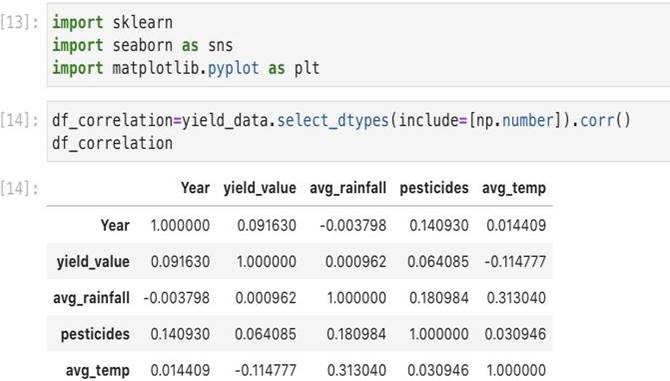 [13]: import sklearn
import seaborn as sns
import matplotlib.pyplot as plt
[14]: df_correlation=yield_data.select_dtypes(include=[np.number]).corr()
df_correlation
[14]: Year yield_value avg_rainfall pesticides avg_temp
Year 1.000000 0.091630 -0.003798 0.140930 0.014409
yield_value 0.091630 1.000000 0.000962 0.064085 -0.114777
avg_rainfall -0.003798 0.000962 1.000000 0.180984 0.313040
pesticides 0.140930 0.064085 0.180984 1.000000 0.030946
avg_temp 0.014409 -0.114777 0.313040 0.030946 1.000000